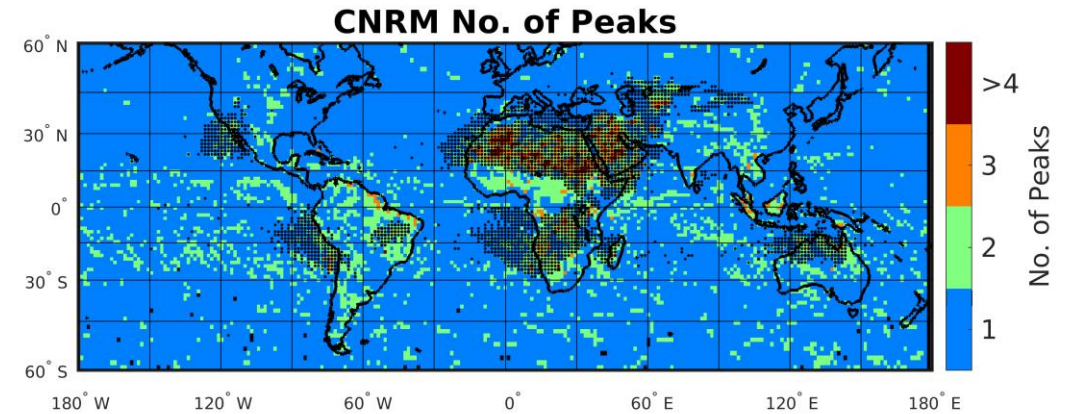 CNRM No. of Peaks
60° N
30° N
0°
30° S
60° S
180° W
120° W
60° W
0°
60° E
120° E
180° E
>4
3
2
1
No. of Peaks